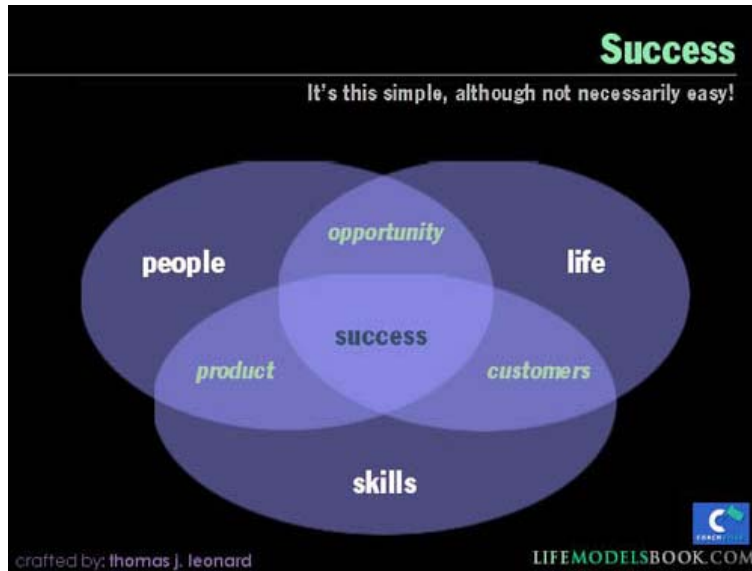 Success
It's this simple, although not necessarily easy!
opportunity
people
life
success
product
customers
skills
C
COACH
crafted by: thomas j. leonard
LIFEMODELSBOOK.COM